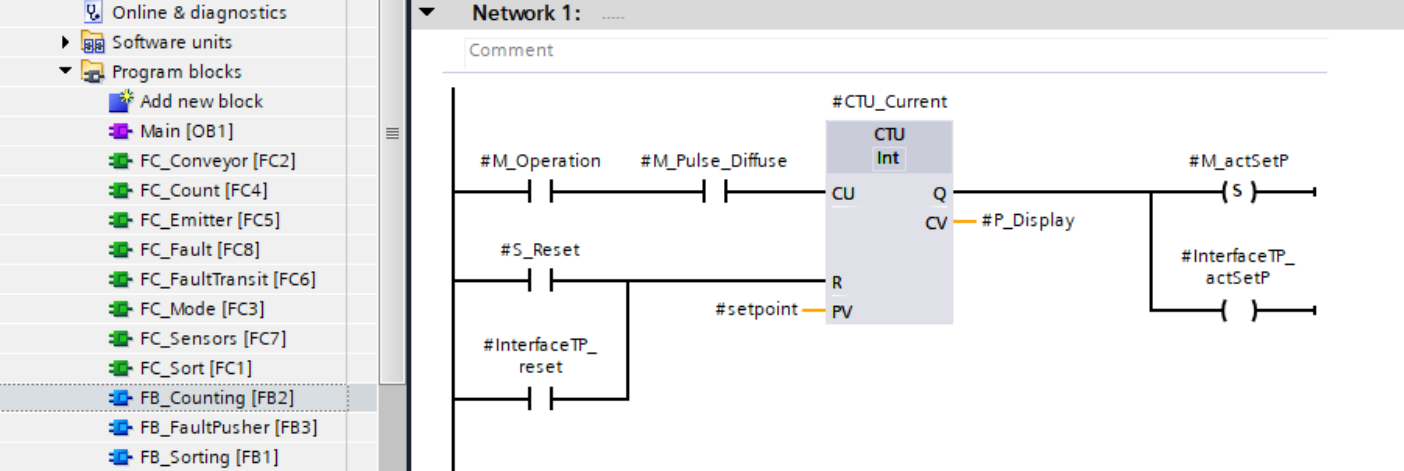 Online & diagnostics
Software units
Program blocks
Add new block
Main [OB1]
FC_Conveyor [FC2]
FC_Count [FC4]
FC_Emitter [FC5]
FC_Fault [FC8]
FC_FaultTransit [FC6]
FC_Mode [FC3]
FC_Sensors [FC7]
FC_Sort [FC1]
FB_Counting [FB2]
FB_FaultPusher [FB3]
FB_Sorting [FB1]
Network 1: .....
Comment
#CTU_Current
CTU
Int
#M_Operation #M_Pulse_Diffuse
CU Q
#M_actSetP
S
CV #P_Display
#S_Reset
R
#setpoint PV
#InterfaceTP_
actSetP
#InterfaceTP_
reset